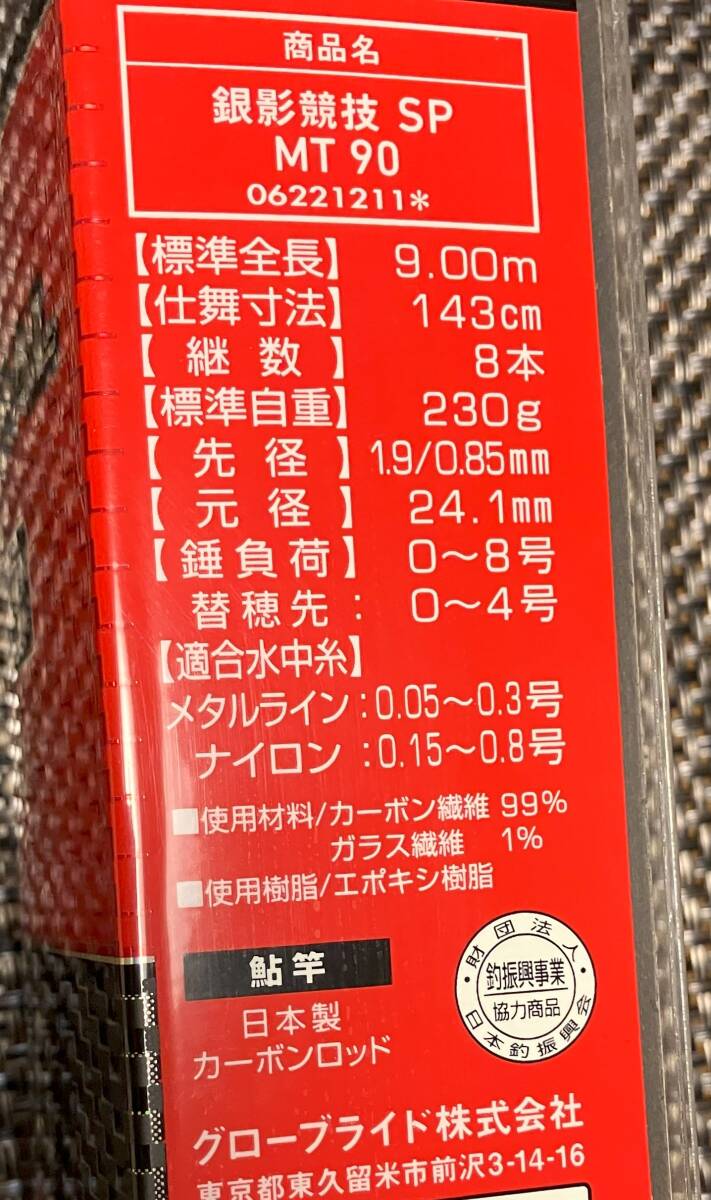 商品名
銀影競技 SP
MT 90
06221211*
【標準全長】 9.00m
【仕舞寸法】 143cm
【 継 数 】 8本
【標準自重】 230g
【 先 径 】 1.9/0.85mm
【 元 径 】 24.1mm
【錘負荷】 0〜8号
替穂先: 0〜4号
【適合水中糸】
メタルライン:0.05〜0.3号
ナイロン :0.15〜0.8号
■使用材料/カーボン繊維 99%
ガラス繊維 1%
■使用樹脂/エポキシ樹脂
鮎竿
日本製
カーボンロッド
財団法人
釣振興事業
協力商品
日本釣振興会
グローブライド株式会社
東京都東久留米市前沢3-14-16